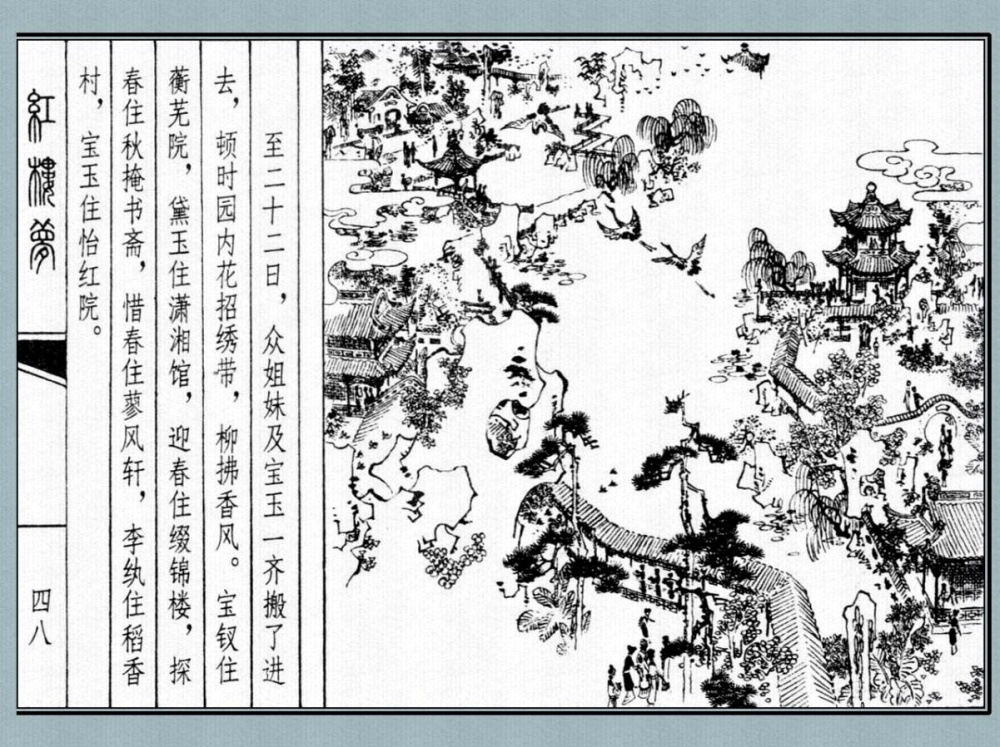 至二十二日，众姐妹及宝玉一齐搬了进
去，顿时园内花招绣带，柳拂香风。宝钗住
蘅芜院，黛玉住潇湘馆，迎春住缀锦楼，探
春住秋掩书斋，惜春住蓼风轩，李纨住稻香
村，宝玉住怡红院。
紅樓夢
四八